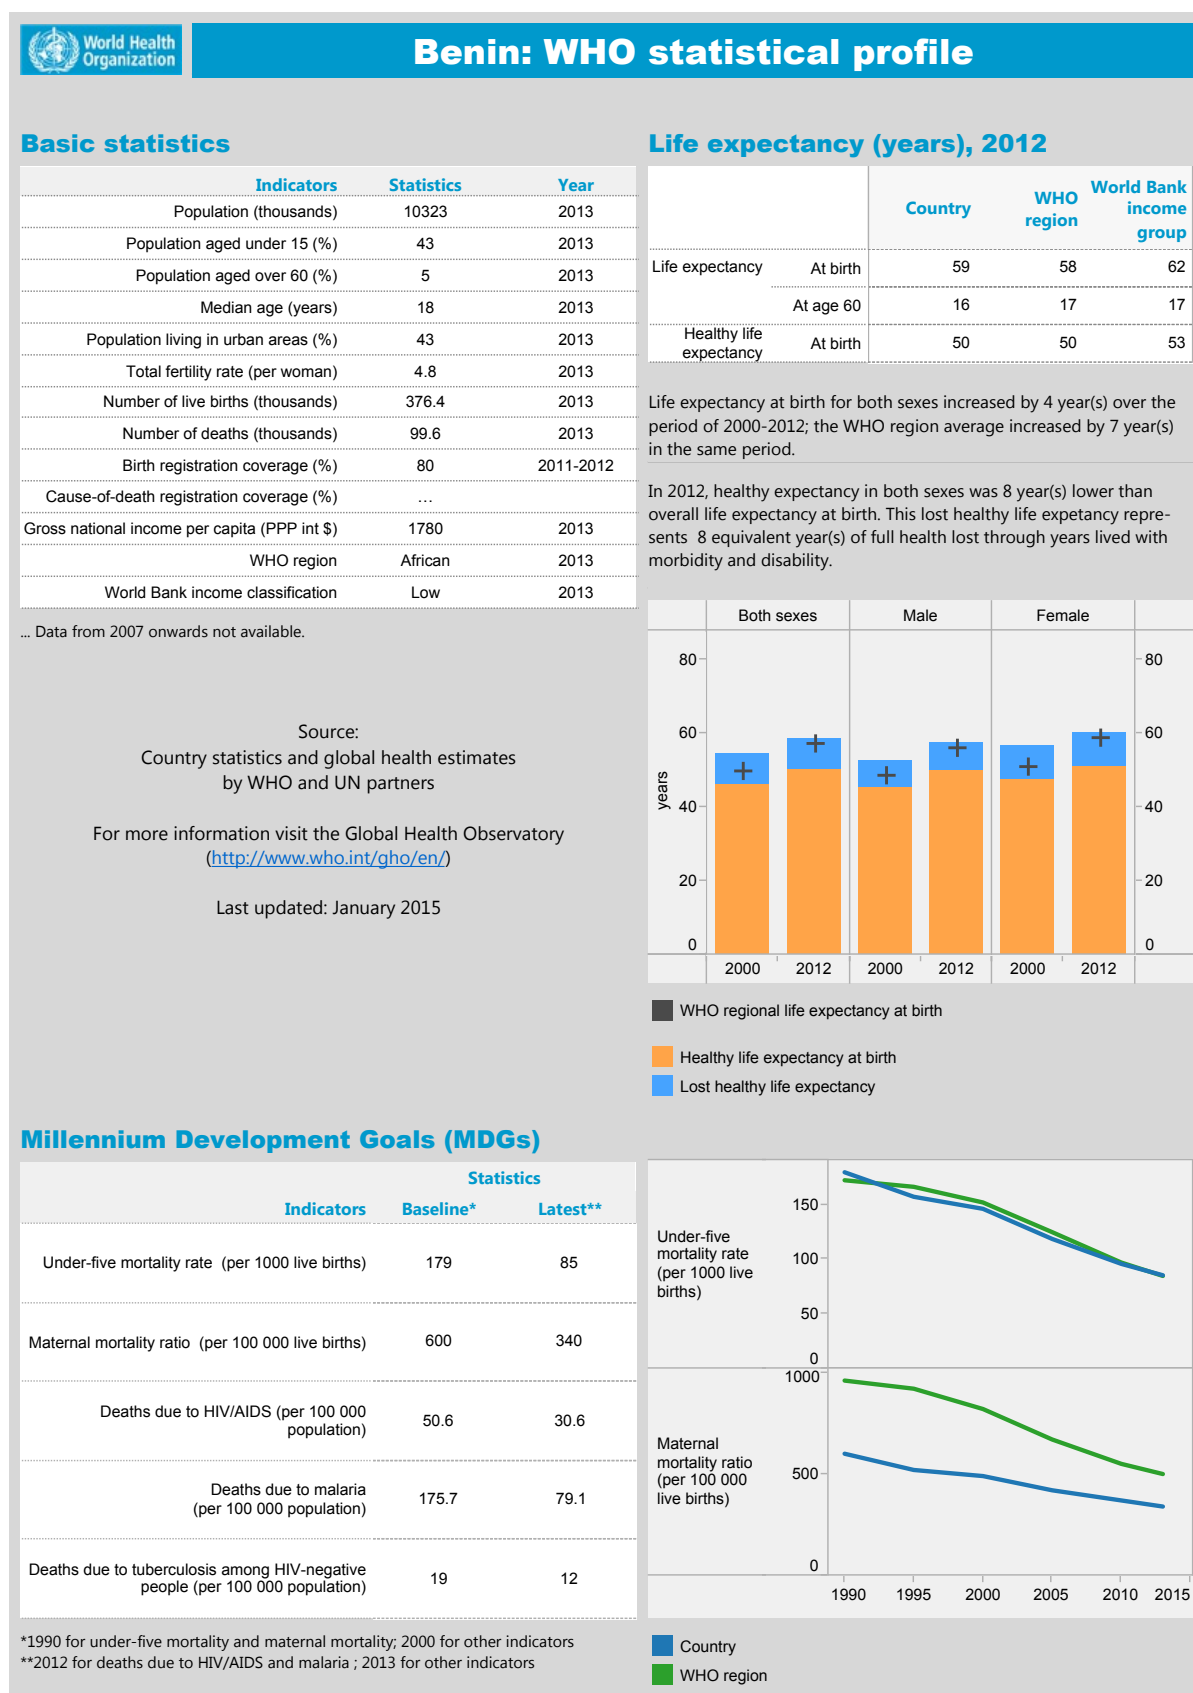 World Health
Organization
Benin: WHO statistical profile
Basic statistics
Indicators Statistics Year
Population (thousands) 10323 2013
Population aged under 15 (%) 43 2013
Population aged over 60 (%) 5 2013
Median age (years) 18 2013
Population living in urban areas (%) 43 2013
Total fertility rate (per woman) 4.8 2013
Number of live births (thousands) 376.4 2013
Number of deaths (thousands) 99.6 2013
Birth registration coverage (%) 80 2011-2012
Cause-of-death registration coverage (%) ...
Gross national income per capita (PPP int $) 1780 2013
WHO region African 2013
World Bank income classification Low 2013
... Data from 2007 onwards not available.
Source:
Country statistics and global health estimates
by WHO and UN partners
For more information visit the Global Health Observatory
(http://www.who.int/gho/en/)
Last updated: January 2015
Life expectancy (years), 2012
Country WHO region World Bank income group
Life expectancy At birth 59 58 62
At age 60 16 17 17
Healthy life expectancy At birth 50 50 53
Life expectancy at birth for both sexes increased by 4 year(s) over the
period of 2000-2012; the WHO region average increased by 7 year(s)
in the same period.
In 2012, healthy expectancy in both sexes was 8 year(s) lower than
overall life expectancy at birth. This lost healthy life expetancy repre-
sents 8 equivalent year(s) of full health lost through years lived with
morbidity and disability.
Both sexes Male Female
80 80
60 60
years
40 40
20 20
0 0
2000 2012 2000 2012 2000 2012
WHO regional life expectancy at birth
Healthy life expectancy at birth
Lost healthy life expectancy
Millennium Development Goals (MDGs)
Statistics
Indicators Baseline* Latest**
Under-five mortality rate (per 1000 live births) 179 85
Maternal mortality ratio (per 100 000 live births) 600 340
Deaths due to HIV/AIDS (per 100 000
population) 50.6 30.6
Deaths due to malaria
(per 100 000 population) 175.7 79.1
Deaths due to tuberculosis among HIV-negative
people (per 100 000 population) 19 12
*1990 for under-five mortality and maternal mortality; 2000 for other indicators
**2012 for deaths due to HIV/AIDS and malaria ; 2013 for other indicators
Under-five
mortality rate
(per 1000 live
births)
150
100
50
0
Maternal
mortality ratio
(per 100 000
live births)
1000
500
0
1990 1995 2000 2005 2010 2015
Country
WHO region